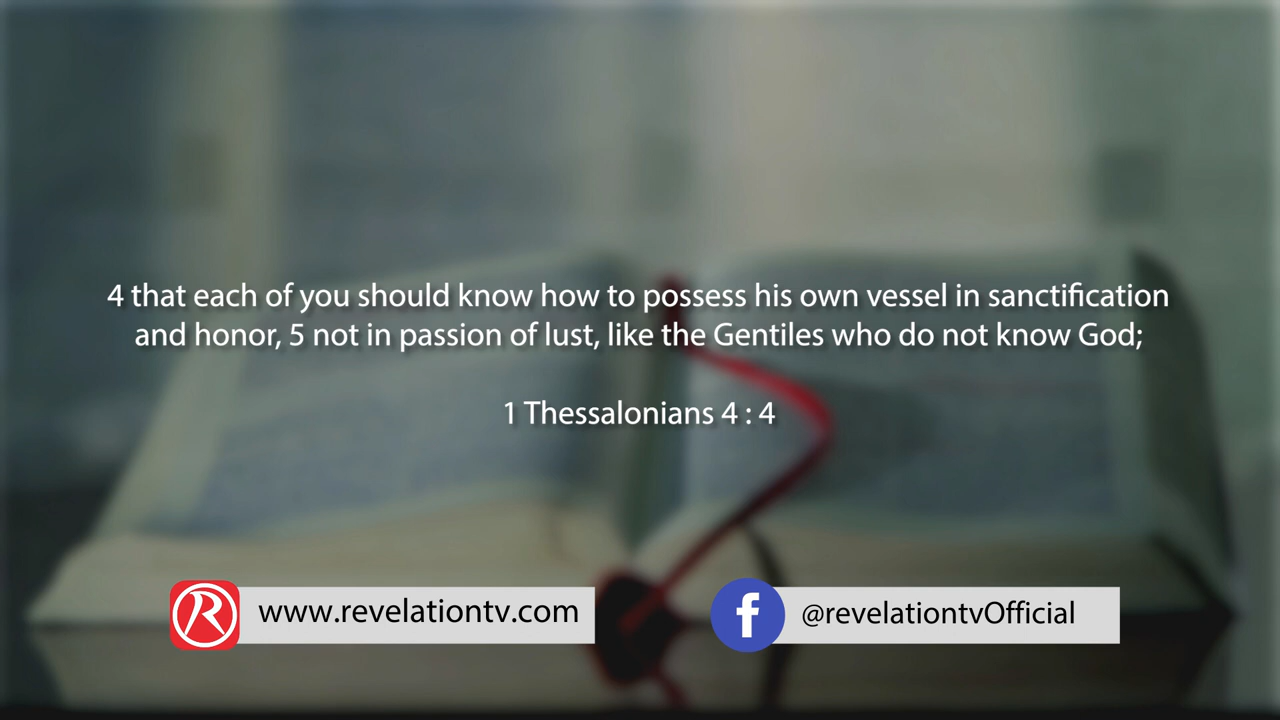 4 that each of you should know how to possess his own vessel in sanctification
and honor, 5 not in passion of lust, like the Gentiles who do not know God;
1 Thessalonians 4 : 4
R www.revelationtv.com
f @revelationtvOfficial